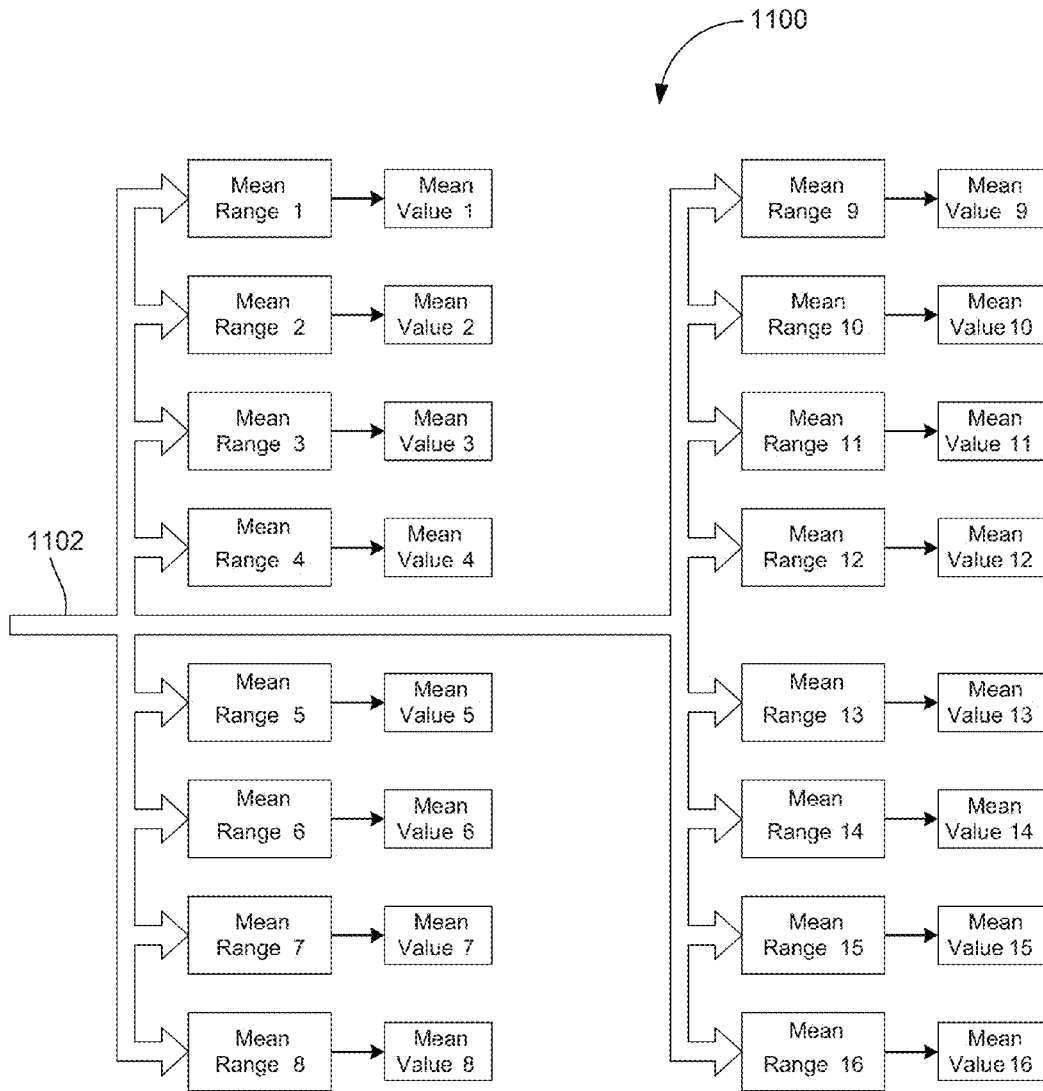 1100
Mean
Range 1
Mean
Value 1
Mean
Range 2
Mean
Value 2
Mean
Range 3
Mean
Value 3
Mean
Range 4
Mean
Value 4
1102
Mean
Range 5
Mean
Value 5
Mean
Range 6
Mean
Value 6
Mean
Range 7
Mean
Value 7
Mean
Range 8
Mean
Value 8
Mean
Range 9
Mean
Value 9
Mean
Range 10
Mean
Value 10
Mean
Range 11
Mean
Value 11
Mean
Range 12
Mean
Value 12
Mean
Range 13
Mean
Value 13
Mean
Range 14
Mean
Value 14
Mean
Range 15
Mean
Value 15
Mean
Range 16
Mean
Value 16